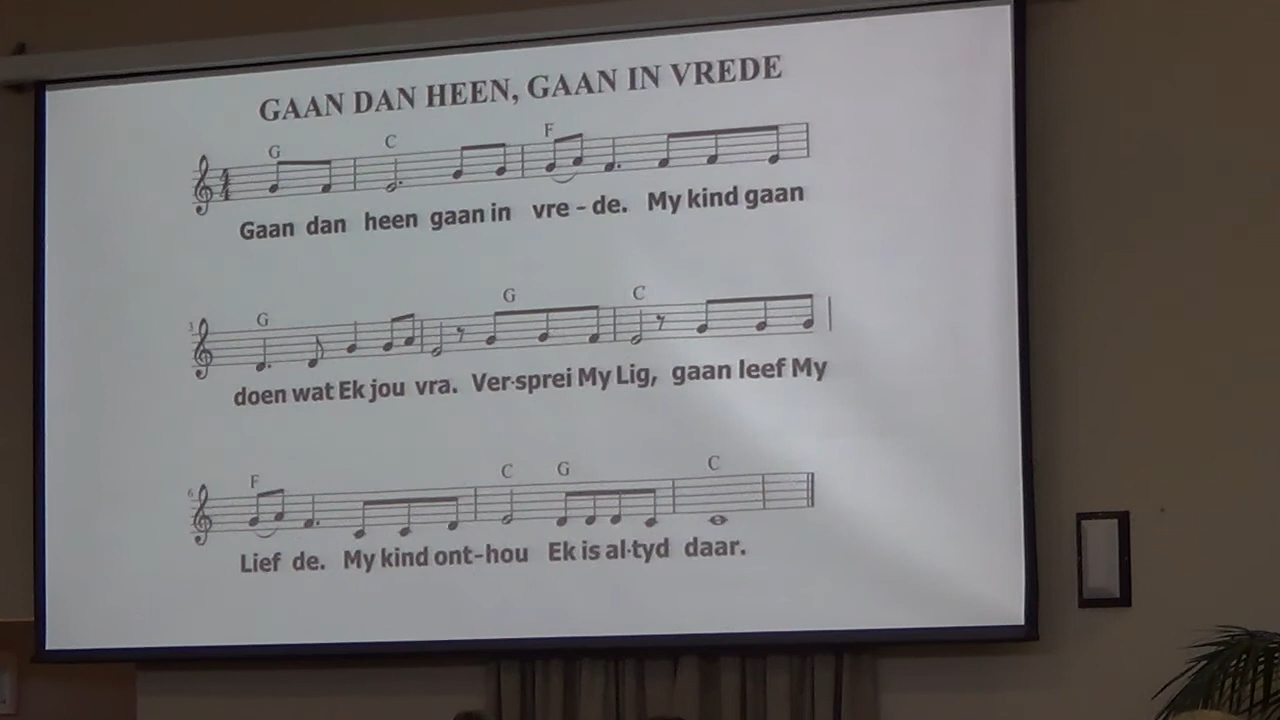 GAAN DAN HEEN, GAAN IN VREDE
G C F
Gaan dan heen gaan in vre - de. My kind gaan
3
G G C
doen wat Ek jou vra. Ver-sprei My Lig, gaan leef My
6
F C G C
Lief de. My kind ont-hou Ek is al-tyd daar.